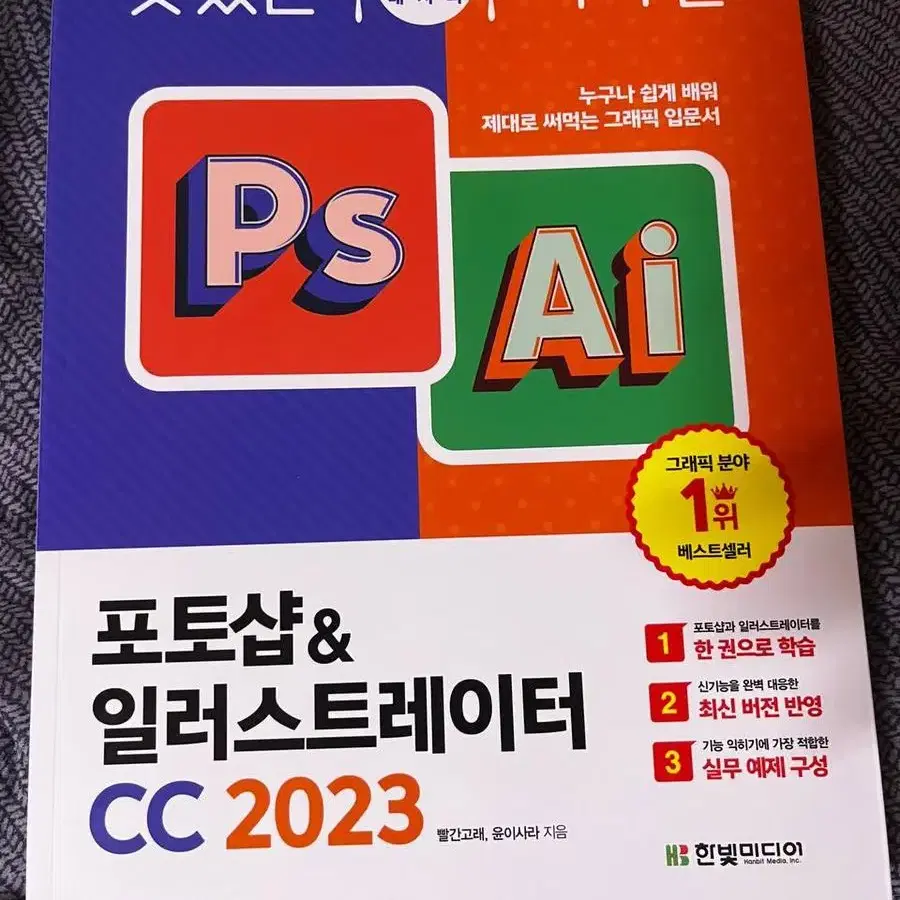 누구나 쉽게 배워
제대로 써먹는 그래픽 입문서
Ps
Ai
그래픽 분야
1위
베스트셀러
포토샵&
일러스트레이터
CC 2023
빨간고래, 윤이사라 지음
1 포토샵과 일러스트레이터를
한 권으로 학습
2 신기능을 완벽 대응한
최신 버전 반영
3 기능 익히기에 가장 적합한
실무 예제 구성
HB 한빛미디어
Hanbit Media, Inc.